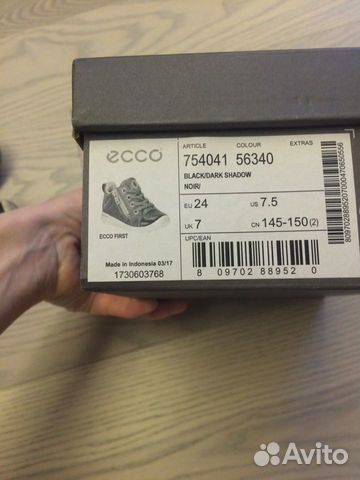 ecco
ARTICLE COLOUR EXTRAS
754041 56340
BLACK/DARK SHADOW
NOIR/
EU 24 US 7.5
UK 7 CN 145-150(2)
UPC/EAN
8 09702 88952 0
ECCO FIRST
Made in Indonesia 03/17
1730603768
Avito